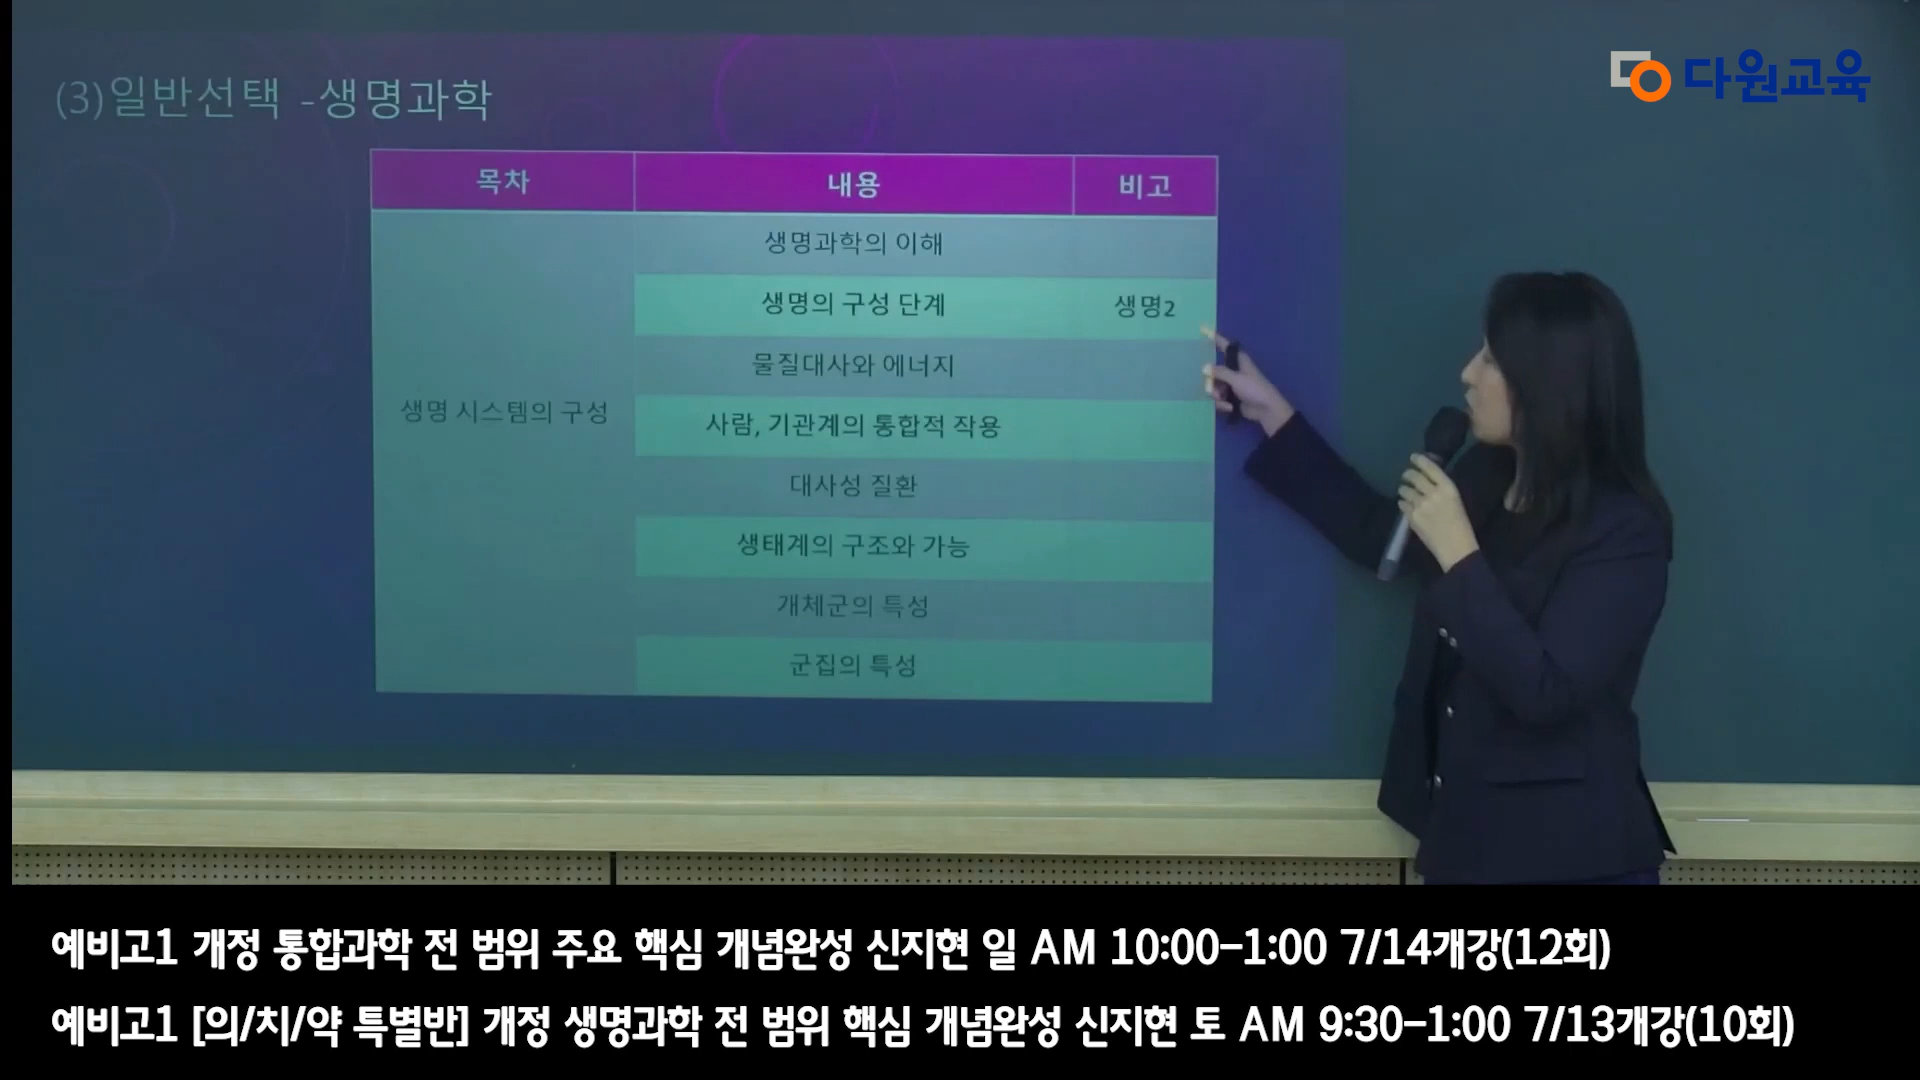 (3)일반선택 -생명과학
다원교육
목차 내용 비고
생명과학의 이해
생명의 구성 단계 생명2
물질대사와 에너지
생명 시스템의 구성
사람, 기관계의 통합적 작용
대사성 질환
생태계의 구조와 가능
개체군의 특성
군집의 특성
예비고1 개정 통합과학 전 범위 주요 핵심 개념완성 신지현 일 AM 10:00-1:00 7/14개강(12회)
예비고1 [의/치/약 특별반] 개정 생명과학 전 범위 핵심 개념완성 신지현 토 AM 9:30-1:00 7/13개강(10회)